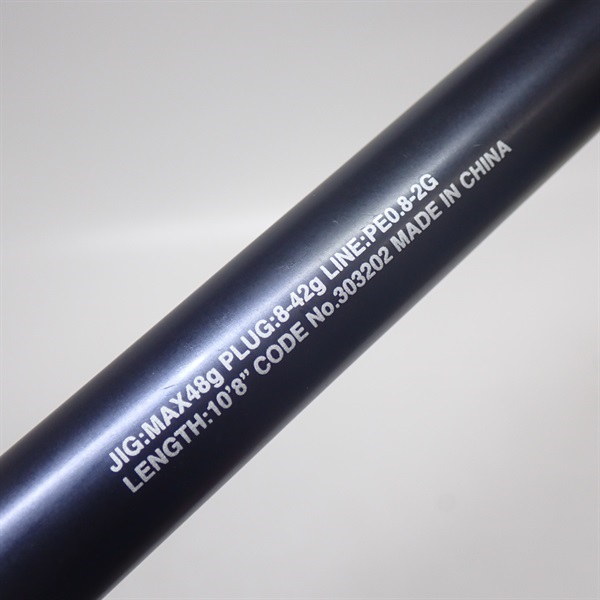 JIG:MAX48g PLUG:8-42g LINE:PE0.8-2G
LENGTH:10'8" CODE No.303202 MADE IN CHINA